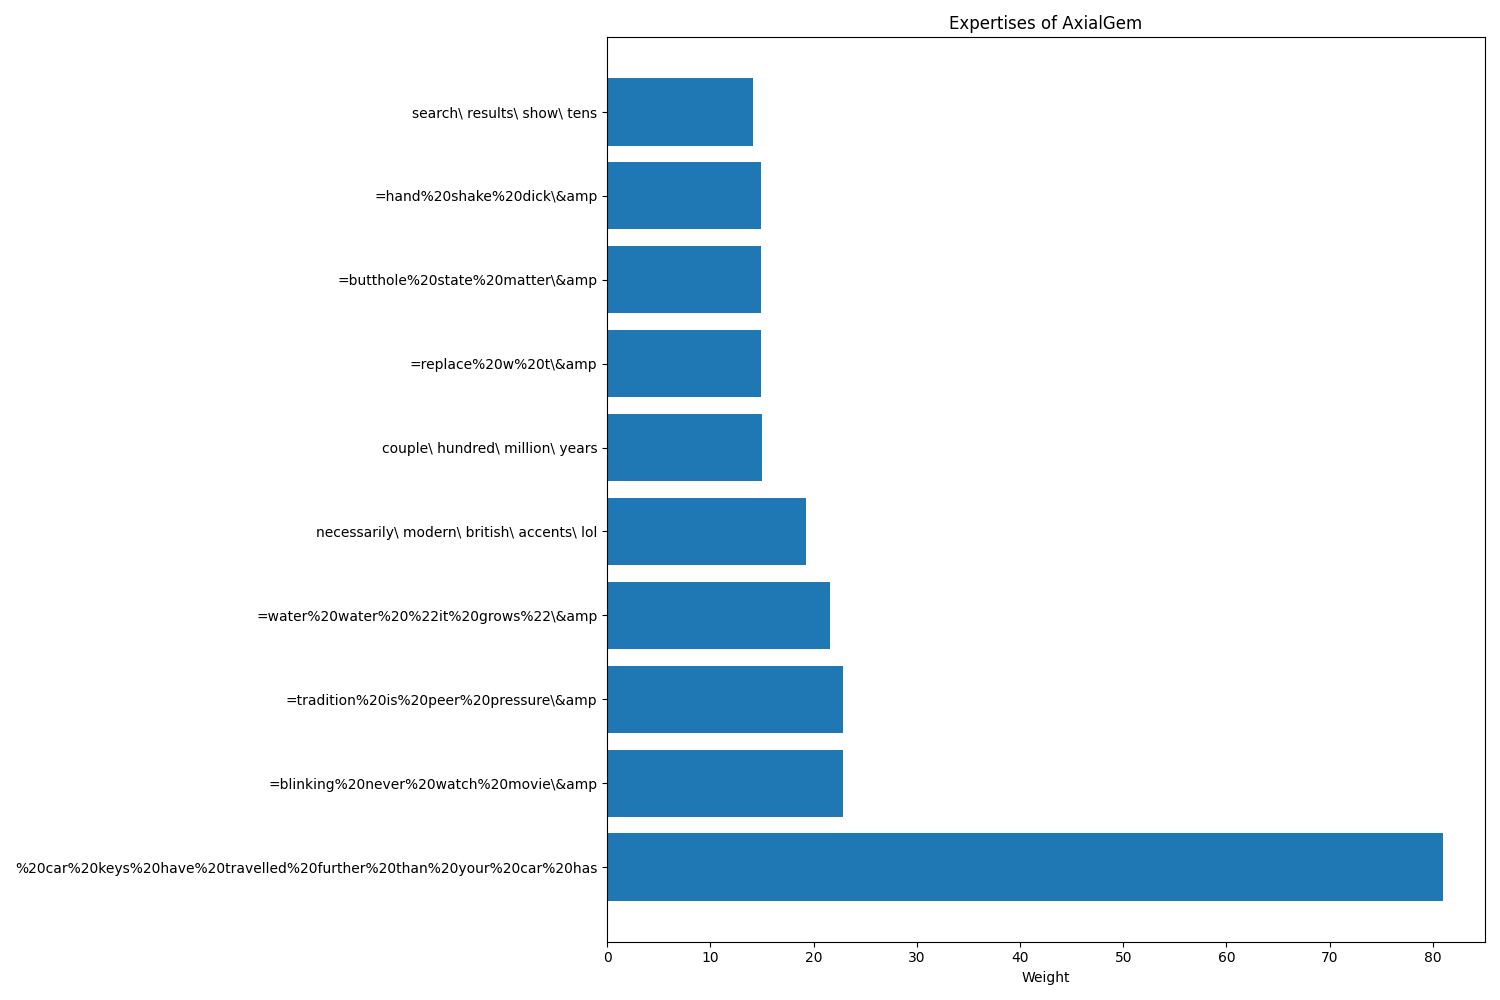 Expertises of AxialGem
search\ results\ show\ tens
=hand%20shake%20dick\&amp
=butthole%20state%20matter\&amp
=replace%20w%20t\&amp
couple\ hundred\ million\ years
necessarily\ modern\ british\ accents\ lol
=water%20water%20%22it%20grows%22\&amp
=tradition%20is%20peer%20pressure\&amp
=blinking%20never%20watch%20movie\&amp
%20car%20keys%20have%20travelled%20further%20than%20your%20car%20has
0 10 20 30 40 50 60 70 80
Weight